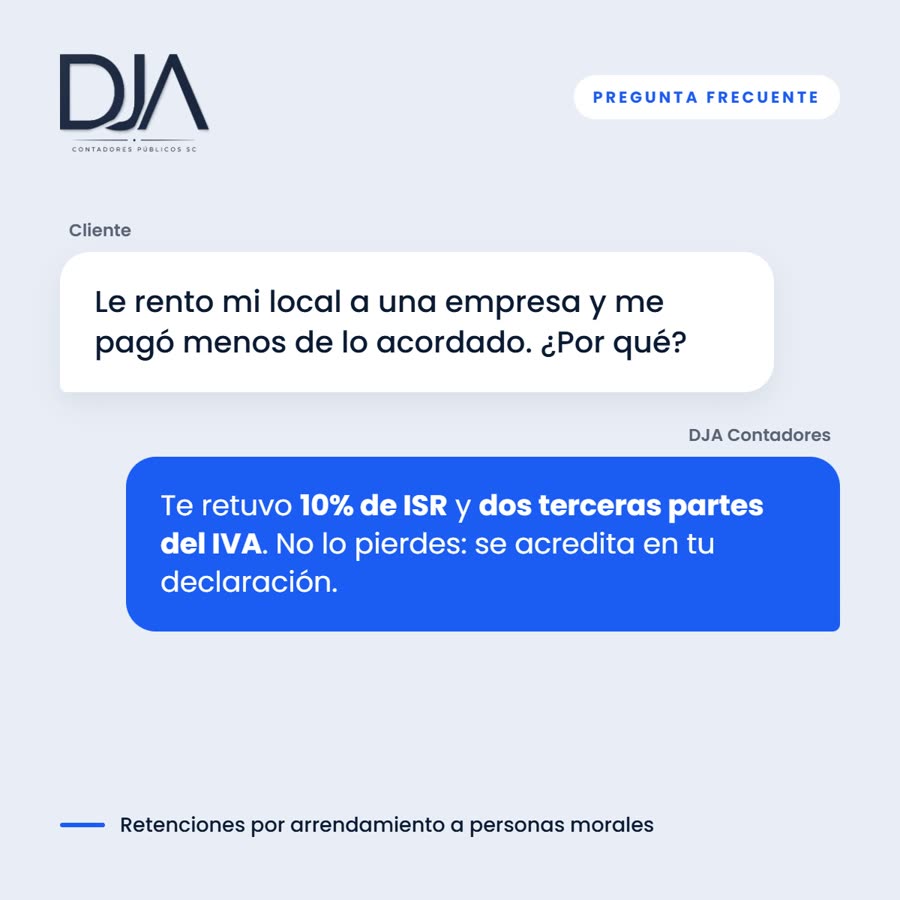 DJA
CONTADORES PÚBLICOS SC
PREGUNTA FRECUENTE
Cliente
Le rento mi local a una empresa y me
pagó menos de lo acordado. ¿Por qué?
DJA Contadores
Te retuvo 10% de ISR y dos terceras partes
del IVA. No lo pierdes: se acredita en tu
declaración.
Retenciones por arrendamiento a personas morales